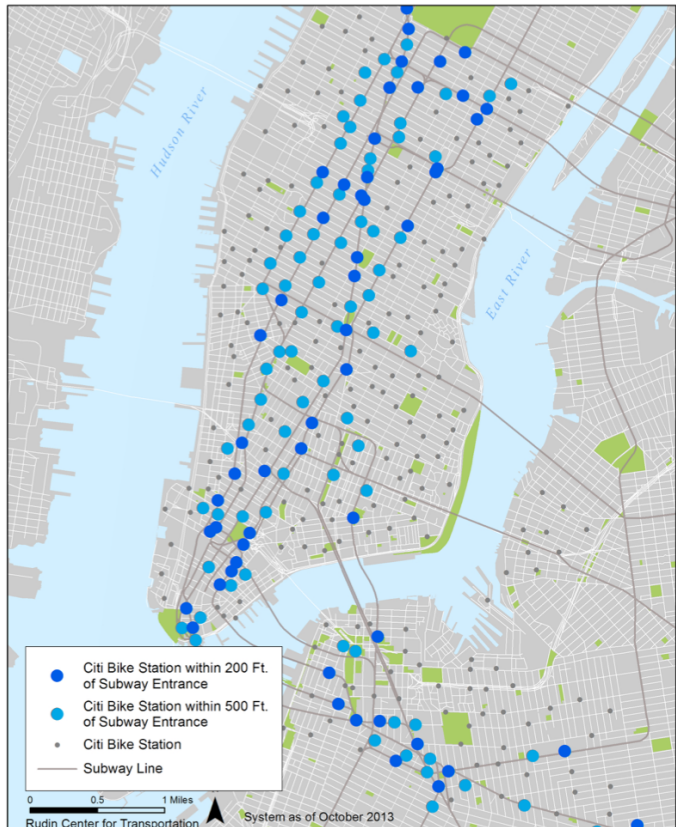 Hudson River
East River
Citi Bike Station within 200 Ft.
of Subway Entrance
Citi Bike Station within 500 Ft.
of Subway Entrance
Citi Bike Station
Subway Line
0 0.5 1 Miles
Rudin Center for Transportation
System as of October 2013